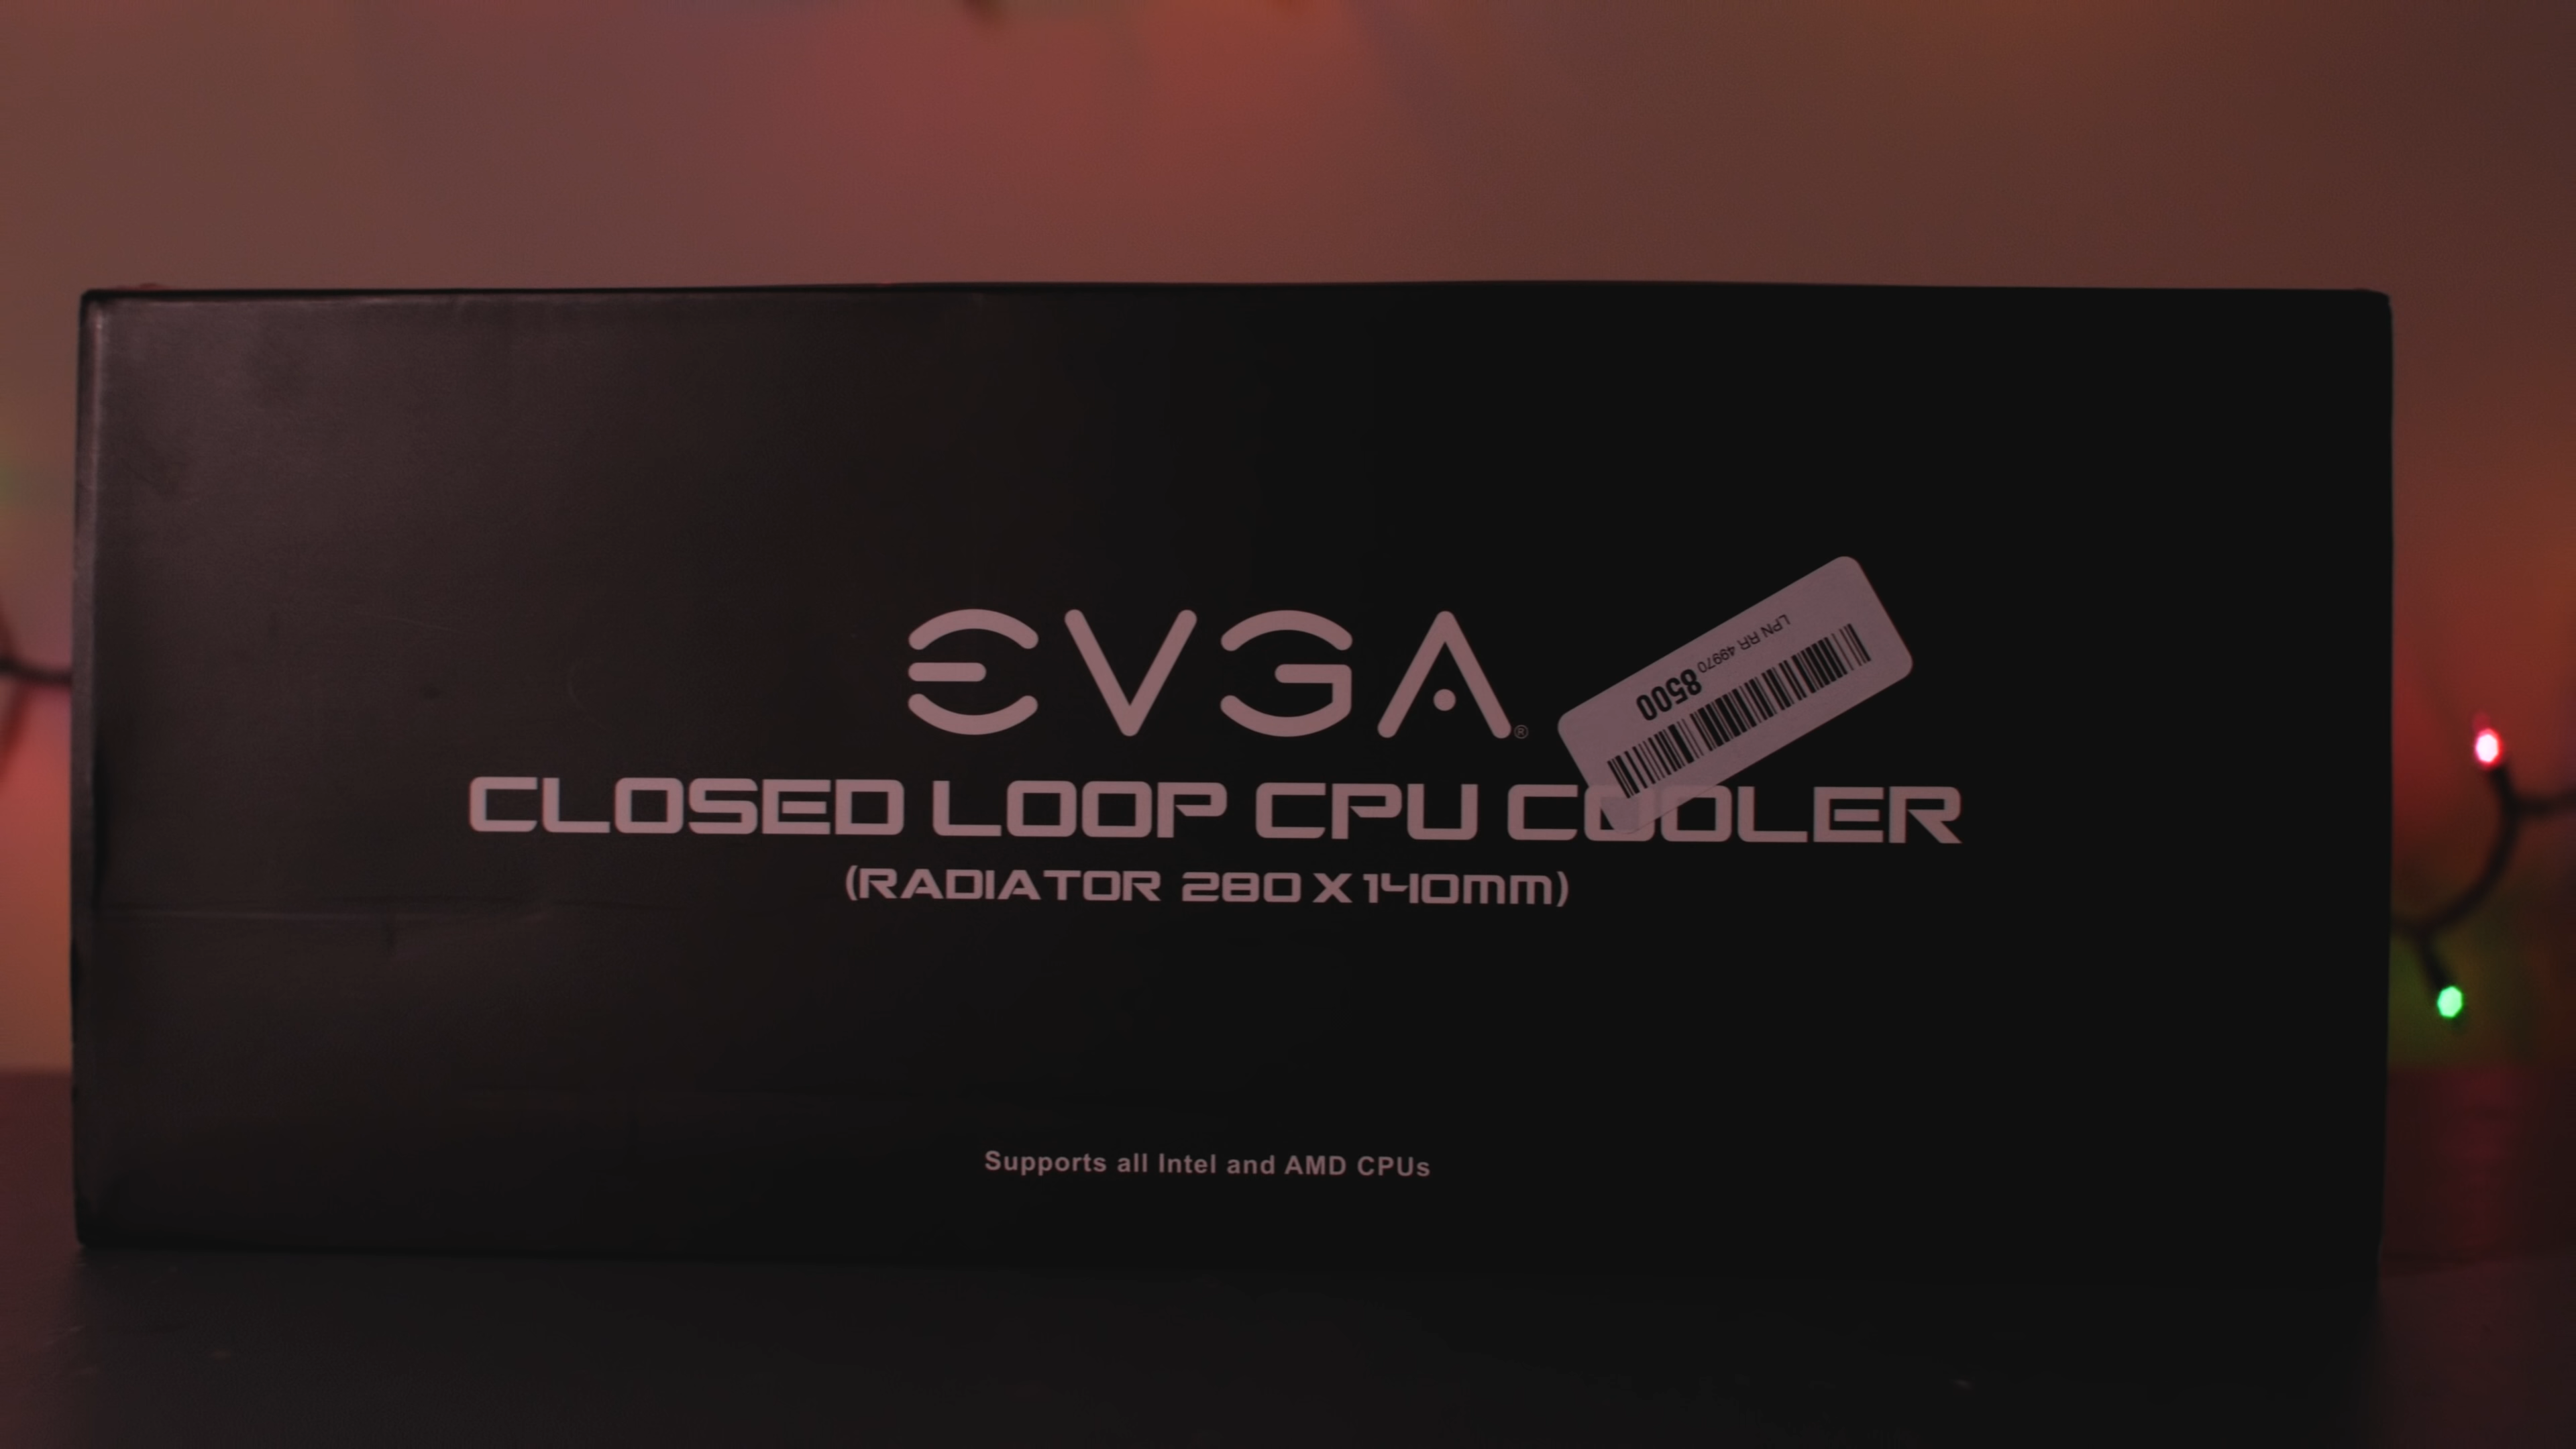 EVGA®
LPN RR 49970 8500
CLOSED LOOP CPU COOLER
(RADIATOR 280 X 140mm)
Supports all Intel and AMD CPUs